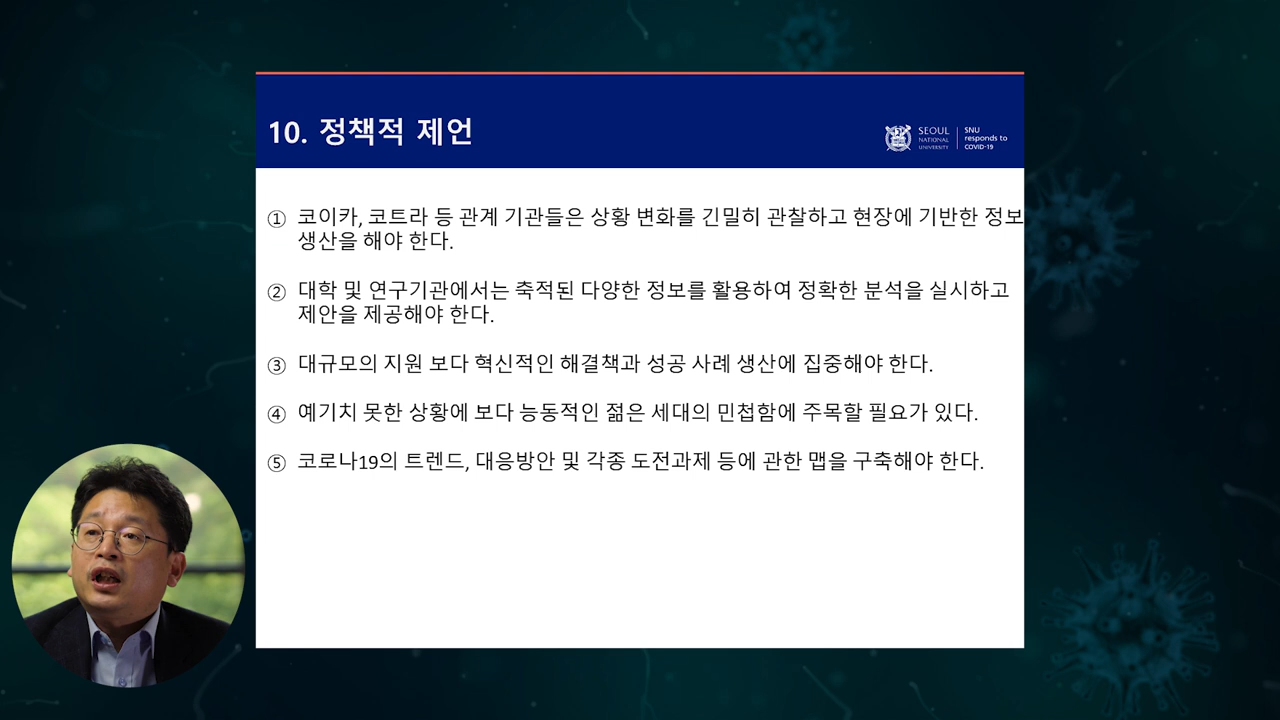 10. 정책적 제언
SEOUL
NATIONAL
UNIVERSITY
SNU
responds to
COVID-19
① 코이카, 코트라 등 관계 기관들은 상황 변화를 긴밀히 관찰하고 현장에 기반한 정보
생산을 해야 한다.
② 대학 및 연구기관에서는 축적된 다양한 정보를 활용하여 정확한 분석을 실시하고
제안을 제공해야 한다.
③ 대규모의 지원 보다 혁신적인 해결책과 성공 사례 생산에 집중해야 한다.
④ 예기치 못한 상황에 보다 능동적인 젊은 세대의 민첩함에 주목할 필요가 있다.
⑤ 코로나19의 트렌드, 대응방안 및 각종 도전과제 등에 관한 맵을 구축해야 한다.